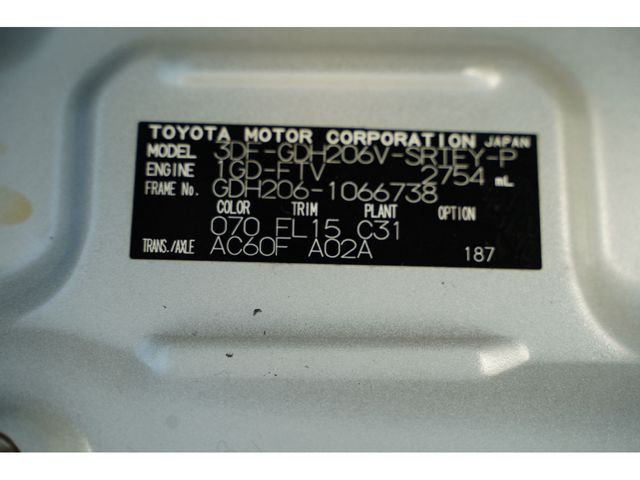 TOYOTA MOTOR CORPORATION JAPAN
MODEL 3DF-GDH206V-SRIEY-P
ENGINE 1GD-FTV 2754 mL
FRAME No. GDH206-1066738
COLOR TRIM PLANT OPTION
070 FL15 C31
TRANS./AXLE AC60F A02A 187